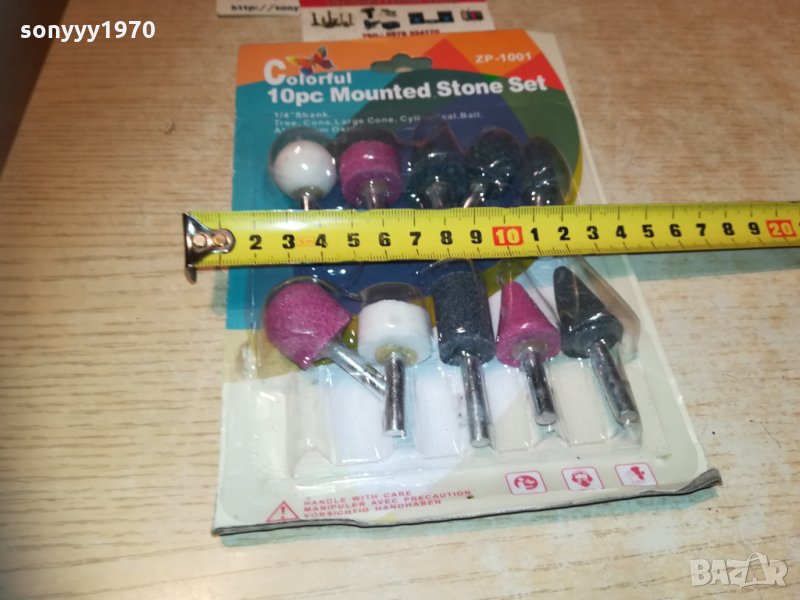 sonyyy1970
ZP-1001
Colorful
10pc Mounted Stone Set
1/4" Shank.
Tree, Cone, Large Cone, Cylindrical, Ball.
2 3 4 5 6 7 8 9 10 1 2 3 4 5 6 7 8 9 20 1
HANDLE WITH CARE
MANIPULER AVEC PRECAUTION
VORSICHTIG HANDHABEN
BAZAR